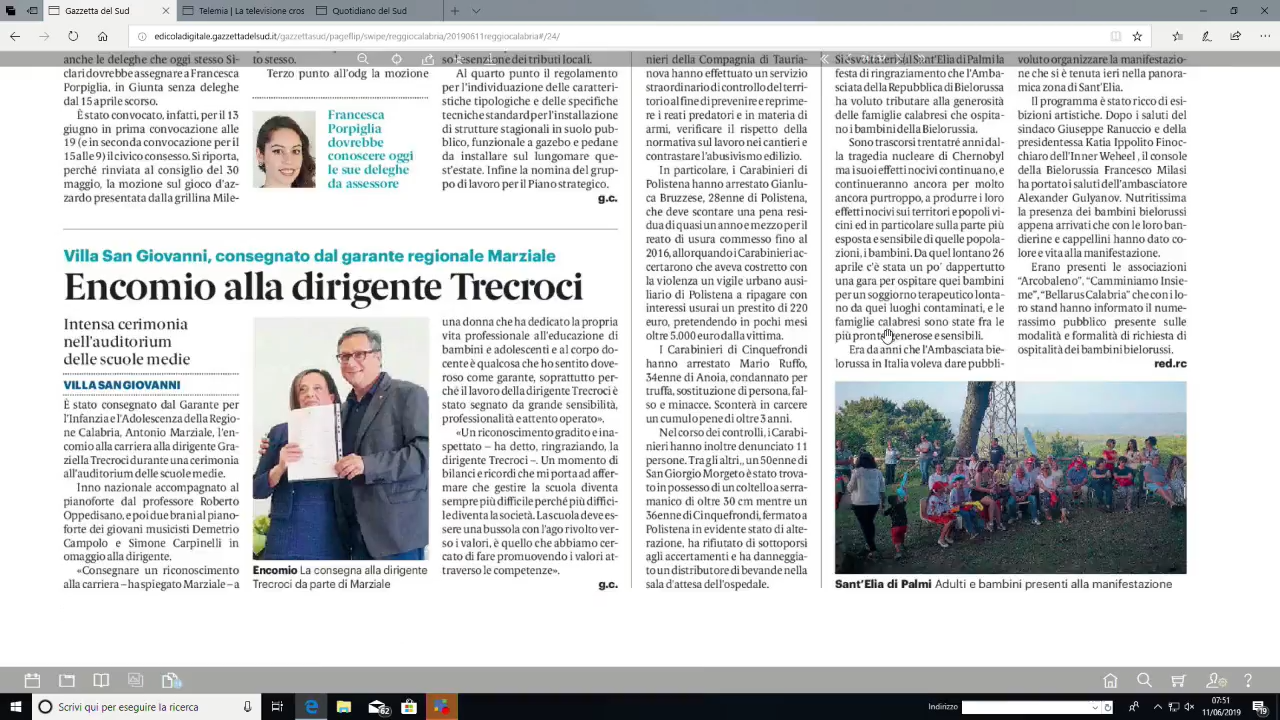 Benvenuto in Gazzetta del
Telemia | La televisione cros
Benvenuto in Quotidiano del
edicoladigitale.gazzettadelsud.it/gazzettasud/pageflip/swipe/reggiocalabria/20190611reggiocalabria#/24/
anche le deleghe che oggi stesso Si-
clari dovrebbe assegnare a Francesca
Porpiglia, in Giunta senza deleghe
dal 15 aprile scorso.
È stato convocato, infatti, per il 13
giugno in prima convocazione alle
19 (e in seconda convocazione per il
15 alle 9) il civico consesso. Si riporta,
perché rinviata al consiglio del 30
maggio, la mozione sul gioco d'az-
zardo presentata dalla grillina Mile-
to stesso.
Terzo punto all'odg la mozione
Francesca
Porpiglia
dovrebbe
conoscere oggi
le sue deleghe
da assessore
so l'esenzione dei tributi locali.
Al quarto punto il regolamento
per l'individuazione delle caratteri-
stiche tipologiche e delle specifiche
tecniche standard per l'installazione
di strutture stagionali in suolo pub-
blico, funzionale a gazebo e pedane
da installare sul lungomare que-
st'estate. Infine la nomina del grup-
po di lavoro per il Piano strategico.
g.c.
Villa San Giovanni, consegnato dal garante regionale Marziale
Encomio alla dirigente Trecroci
Intensa cerimonia
nell'auditorium
delle scuole medie
VILLA SAN GIOVANNI
È stato consegnato dal Garante per
l'Infanzia e l'Adolescenza della Regio-
ne Calabria, Antonio Marziale, l'en-
comio alla carriera alla dirigente Gra-
ziella Trecroci durante una cerimonia
all'auditorium delle scuole medie.
Inno nazionale accompagnato al
pianoforte dal professore Roberto
Oppedisano, e poi due brani al piano-
forte dei giovani musicisti Demetrio
Campolo e Simone Carpinelli in
omaggio alla dirigente.
«Consegnare un riconoscimento
alla carriera – ha spiegato Marziale – a
Encomio La consegna alla dirigente
Trecroci da parte di Marziale
una donna che ha dedicato la propria
vita professionale all'educazione di
bambini e adolescenti e al corpo do-
cente è qualcosa che ho sentito dove-
roso come garante, soprattutto per-
ché il lavoro della dirigente Trecroci è
stato segnato da grande sensibilità,
professionalità e attento operato».
«Un riconoscimento gradito e ina-
spettato – ha detto, ringraziando, la
dirigente Trecroci –. Un momento di
bilanci e ricordi che mi porta ad affer-
mare che gestire la scuola diventa
sempre più difficile perché più diffici-
le diventa la società. La scuola deve es-
sere una bussola con l'ago rivolto ver-
so i valori, è quello che abbiamo cer-
cato di fare promuovendo i valori at-
traverso le competenze».
g.c.
nieri della Compagnia di Tauria-
nova hanno effettuato un servizio
straordinario di controllo del terri-
torio al fine di prevenire e reprime-
re i reati predatori e in materia di
armi, verificare il rispetto della
normativa sul lavoro nei cantieri e
contrastare l'abusivismo edilizio.
In particolare, i Carabinieri di
Polistena hanno arrestato Gianlu-
ca Bruzzese, 28enne di Polistena,
che deve scontare una pena resi-
dua di quasi un anno e mezzo per il
reato di usura commesso fino al
2016, allorquando i Carabinieri ac-
certarono che aveva costretto con
la violenza un vigile urbano ausi-
liario di Polistena a ripagare con
interessi usurai un prestito di 220
euro, pretendendo in pochi mesi
oltre 5.000 euro dalla vittima.
I Carabinieri di Cinquefrondi
hanno arrestato Mario Ruffo,
34enne di Anoia, condannato per
truffa, sostituzione di persona, fal-
so e minacce. Sconterà in carcere
un cumulo pene di oltre 3 anni.
Nel corso dei controlli, i Carabi-
nieri hanno inoltre denunciato 11
persone. Tra gli altri,, un 50enne di
San Giorgio Morgeto è stato trova-
to in possesso di un coltello a serra-
manico di oltre 30 cm mentre un
36enne di Cinquefrondi, fermato a
Polistena in evidente stato di alte-
razione, ha rifiutato di sottoporsi
agli accertamenti e ha danneggia-
to un distributore di bevande nella
sala d'attesa dell'ospedale.
Sant'Elia di Palmi la
festa di ringraziamento che l'Amba-
sciata della Repubblica di Bielorussa
ha voluto tributare alla generosità
delle famiglie calabresi che ospita-
no i bambini della Bielorussia.
Sono trascorsi trentatré anni dal-
la tragedia nucleare di Chernobyl
ma i suoi effetti nocivi continuano, e
continueranno ancora per molto
ancora purtroppo, a produrre i loro
effetti nocivi sui territori e popoli vi-
cini ed in particolare sulla parte più
esposta e sensibile di quelle popola-
zioni, i bambini. Da quel lontano 26
aprile c'è stata un po' dappertutto
una gara per ospitare quei bambini
per un soggiorno terapeutico lonta-
no da quei luoghi contaminati, e le
famiglie calabresi sono state fra le
più pronte generose e sensibili.
Era da anni che l'Ambasciata bie-
lorussa in Italia voleva dare pubbli-
voluto organizzare la manifestazio-
ne che si è tenuta ieri nella panora-
mica zona di Sant'Elia.
Il programma è stato ricco di esi-
bizioni artistiche. Dopo i saluti del
sindaco Giuseppe Ranuccio e della
presidentessa Katia Ippolito Finoc-
chiaro dell'Inner Weheel , il console
della Bielorussia Francesco Milasi
ha portato i saluti dell'ambasciatore
Alexander Gulyanov. Nutritissima
la presenza dei bambini bielorussi
appena arrivati che con le loro ban-
dierine e cappellini hanno dato co-
lore e vita alla manifestazione.
Erano presenti le associazioni
"Arcobaleno", "Camminiamo Insie-
me", "Bellarus Calabria" che con i lo-
ro stand hanno informato il nume-
rassimo pubblico presente sulle
modalità e formalità di richiesta di
ospitalità dei bambini bielorussi.
red.rc
Sant'Elia di Palmi Adulti e bambini presenti alla manifestazione
Scrivi qui per eseguire la ricerca
62
Indirizzo
07:51
11/06/2019
19